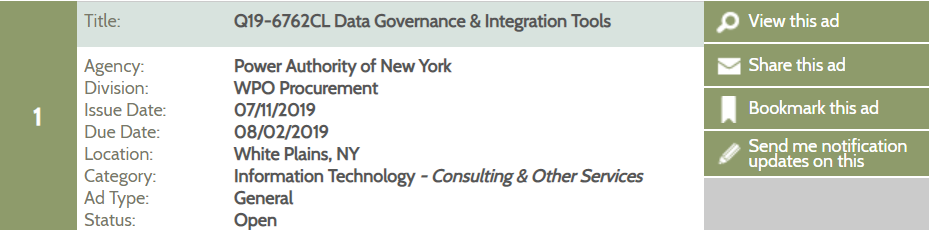 1
Title: Q19-6762CL Data Governance & Integration Tools
Agency: Power Authority of New York
Division: WPO Procurement
Issue Date: 07/11/2019
Due Date: 08/02/2019
Location: White Plains, NY
Category: Information Technology - Consulting & Other Services
Ad Type: General
Status: Open
View this ad
Share this ad
Bookmark this ad
Send me notification
updates on this